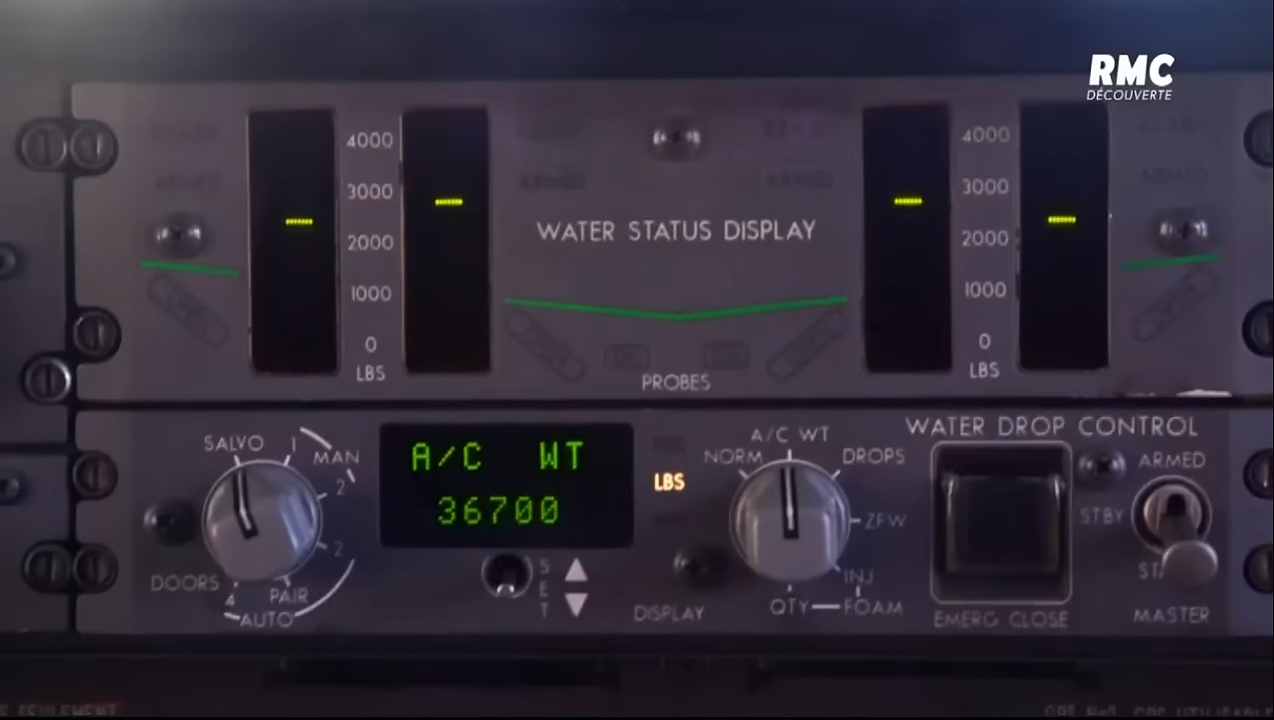 RMC
DÉCOUVERTE
4000
4000
3000
3000
WATER STATUS DISPLAY
2000
2000
1000
1000
0
0
LBS
LBS
PROBES
WATER DROP CONTROL
SALVO
1
MAN
2
2
DOORS
4
PAIR
AUTO
A/C WT
36700
SET
LBS
DISPLAY
NORM
A/C WT
DROPS
ZFW
INJ
QTY
FOAM
EMERG CLOSE
ARMED
STBY
MASTER
SEULEMENT